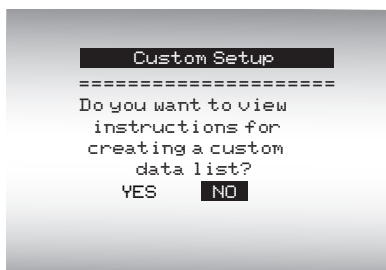 Custom Setup
======================
Do you want to view
instructions for
creating a custom
data list?
YES NO